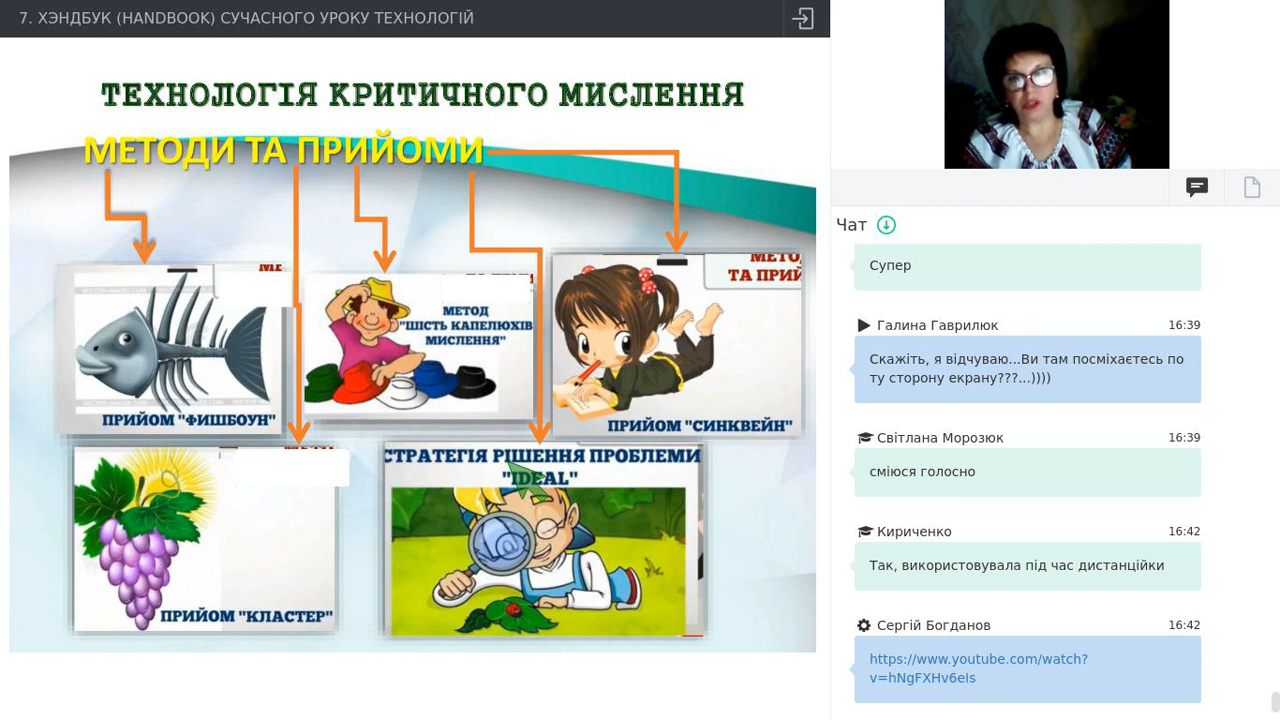 7. ХЭНДБУК (HANDBOOK) СУЧАСНОГО УРОКУ ТЕХНОЛОГІЙ
ТЕХНОЛОГІЯ КРИТИЧНОГО МИСЛЕННЯ
МЕТОДИ ТА ПРИЙОМИ
ПРИЙОМ "ФИШБОУН"
МЕТОД
"ШІСТЬ КАПЕЛЮХІВ
МИСЛЕННЯ"
ТА ПРИЙ
ПРИЙОМ "СИНКВЕЙН"
ПРИЙОМ "КЛАСТЕР"
СТРАТЕГІЯ РІШЕННЯ ПРОБЛЕМИ
"IDEAL"
Чат
Супер
Галина Гаврилюк 16:39
Скажіть, я відчуваю...Ви там посміхаєтесь по
ту сторону екрану???...))))
Світлана Морозюк 16:39
сміюся голосно
Кириченко 16:42
Так, використовувала під час дистанційки
Сергій Богданов 16:42
https://www.youtube.com/watch?
v=hNgFXHv6eIs